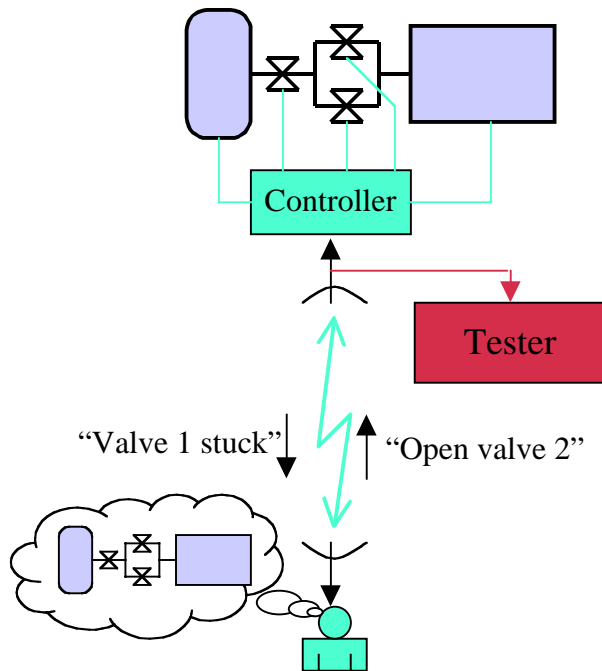 Controller
Tester
“Valve 1 stuck”
“Open valve 2”